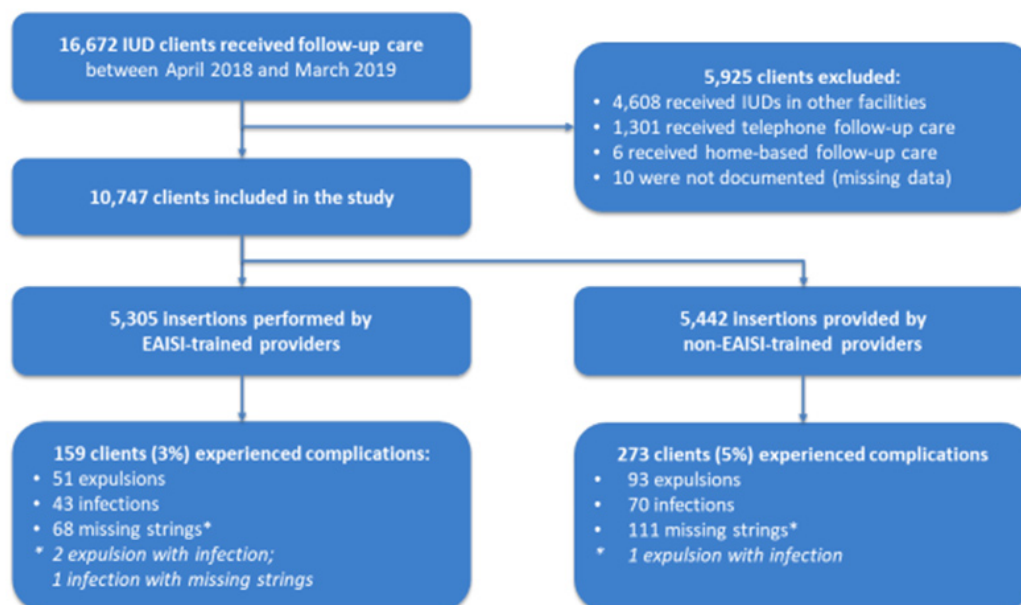 16,672 IUD clients received follow-up care
between April 2018 and March 2019
5,925 clients excluded:
• 4,608 received IUDs in other facilities
• 1,301 received telephone follow-up care
• 6 received home-based follow-up care
• 10 were not documented (missing data)
10,747 clients included in the study
5,305 insertions performed by
EAISI-trained providers
5,442 insertions provided by
non-EAISI-trained providers
159 clients (3%) experienced complications:
• 51 expulsions
• 43 infections
• 68 missing strings*
* 2 expulsion with infection;
1 infection with missing strings
273 clients (5%) experienced complications
• 93 expulsions
• 70 infections
• 111 missing strings*
* 1 expulsion with infection